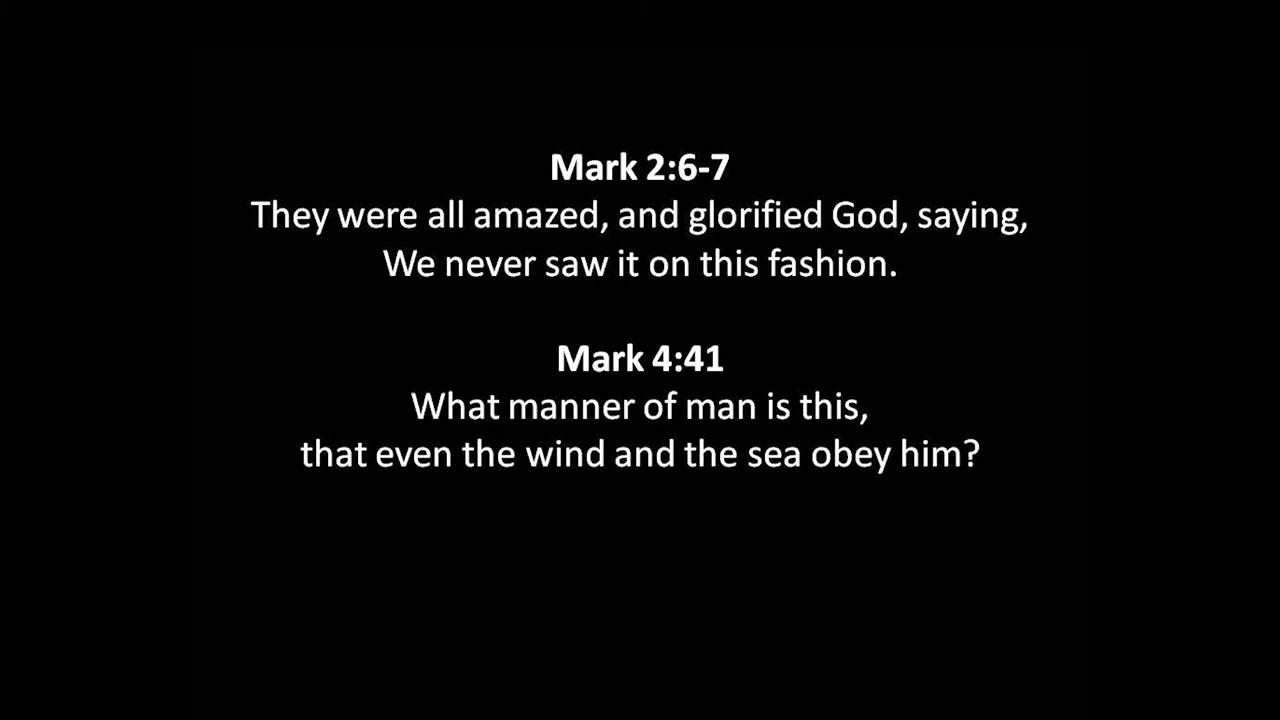 Mark 2:6-7
They were all amazed, and glorified God, saying,
We never saw it on this fashion.
Mark 4:41
What manner of man is this,
that even the wind and the sea obey him?